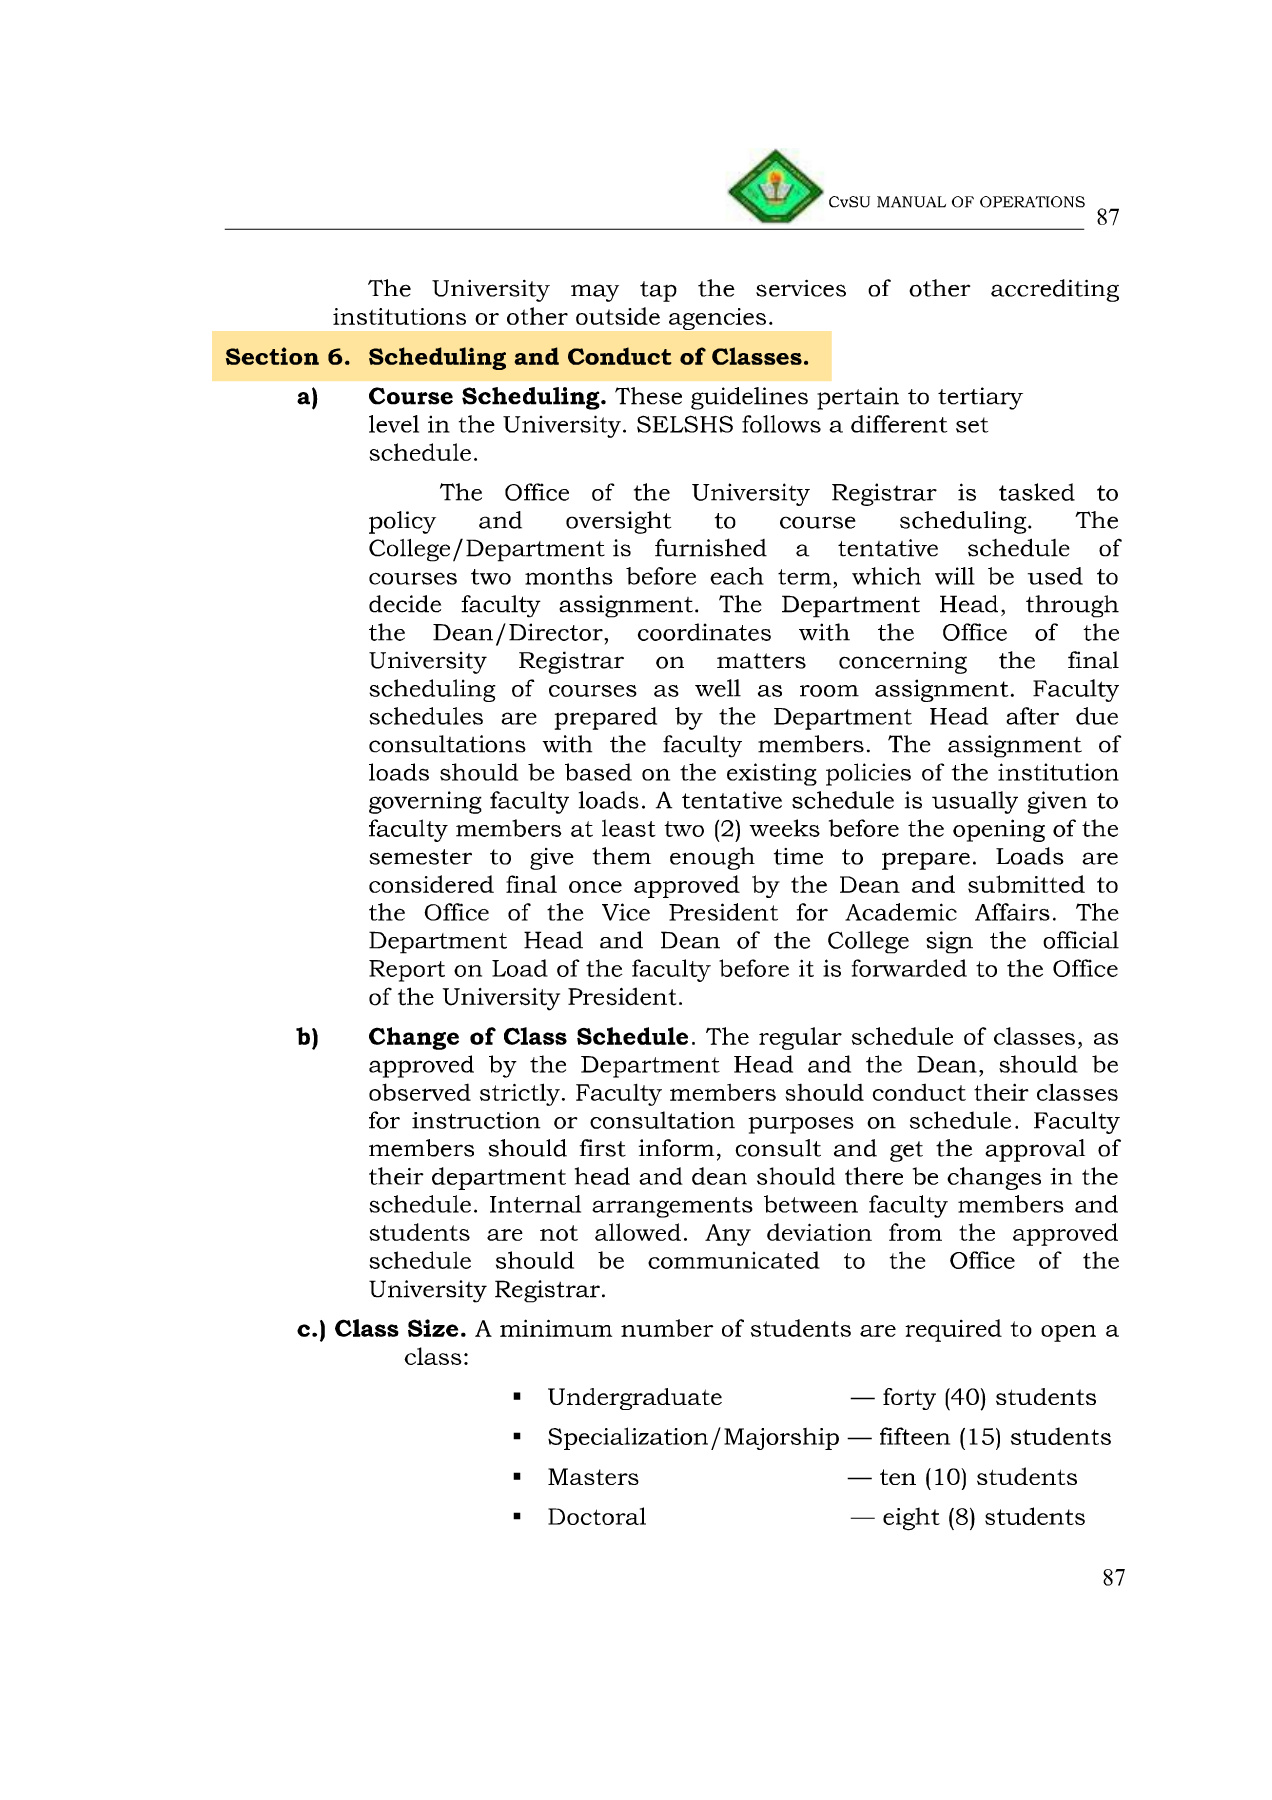 CvSU MANUAL OF OPERATIONS
87
The University may tap the services of other accrediting
institutions or other outside agencies.
Section 6. Scheduling and Conduct of Classes.
a) Course Scheduling. These guidelines pertain to tertiary
level in the University. SELSHS follows a different set
schedule.
The Office of the University Registrar is tasked to
policy and oversight to course scheduling. The
College/Department is furnished a tentative schedule of
courses two months before each term, which will be used to
decide faculty assignment. The Department Head, through
the Dean/Director, coordinates with the Office of the
University Registrar on matters concerning the final
scheduling of courses as well as room assignment. Faculty
schedules are prepared by the Department Head after due
consultations with the faculty members. The assignment of
loads should be based on the existing policies of the institution
governing faculty loads. A tentative schedule is usually given to
faculty members at least two (2) weeks before the opening of the
semester to give them enough time to prepare. Loads are
considered final once approved by the Dean and submitted to
the Office of the Vice President for Academic Affairs. The
Department Head and Dean of the College sign the official
Report on Load of the faculty before it is forwarded to the Office
of the University President.
b) Change of Class Schedule. The regular schedule of classes, as
approved by the Department Head and the Dean, should be
observed strictly. Faculty members should conduct their classes
for instruction or consultation purposes on schedule. Faculty
members should first inform, consult and get the approval of
their department head and dean should there be changes in the
schedule. Internal arrangements between faculty members and
students are not allowed. Any deviation from the approved
schedule should be communicated to the Office of the
University Registrar.
c.) Class Size. A minimum number of students are required to open a
class:
▪ Undergraduate — forty (40) students
▪ Specialization/Majorship — fifteen (15) students
▪ Masters — ten (10) students
▪ Doctoral — eight (8) students
87